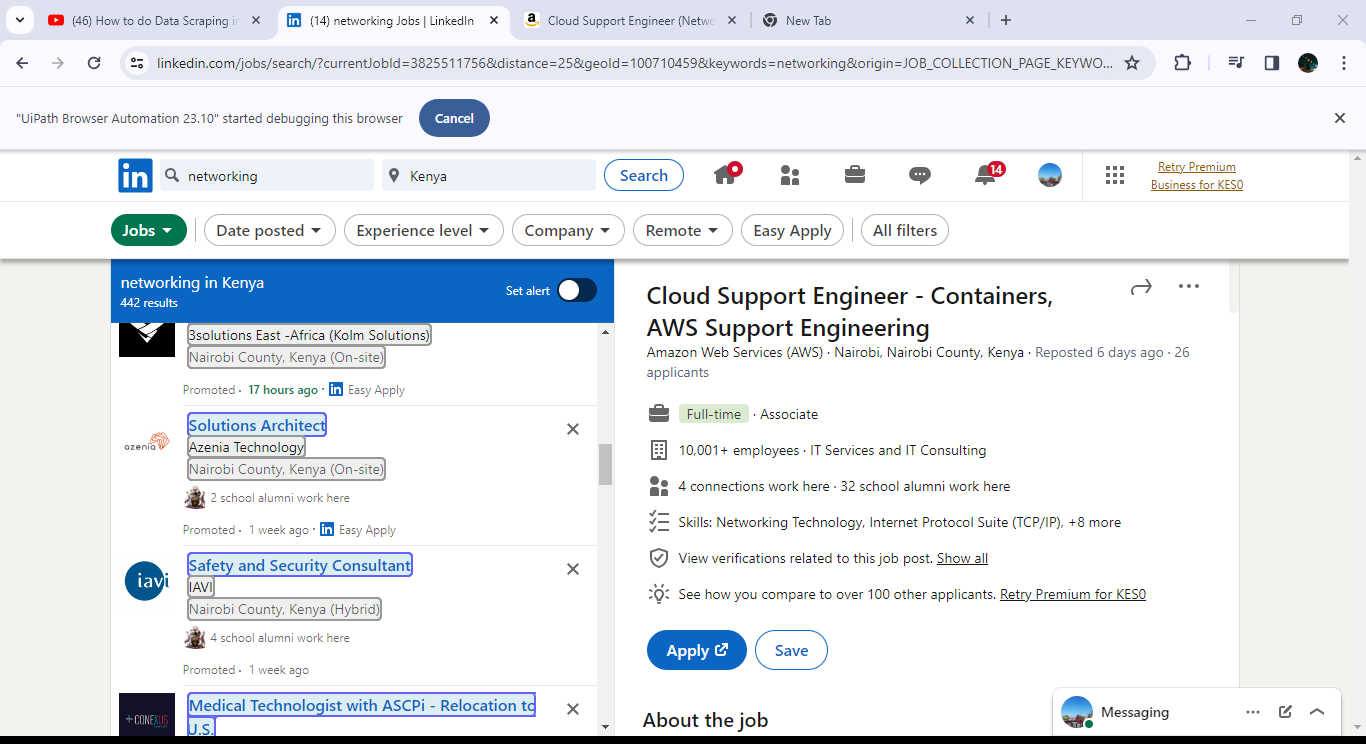 (46) How to do Data Scraping in
(14) networking Jobs | LinkedIn
Cloud Support Engineer (Netwo
New Tab
linkedin.com/jobs/search/?currentJobId=3825511756&distance=25&geoId=100710459&keywords=networking&origin=JOB_COLLECTION_PAGE_KEYWO...
"UiPath Browser Automation 23.10" started debugging this browser
Cancel
in
networking
Kenya
Search
14
Retry Premium
Business for KES0
Jobs
Date posted
Experience level
Company
Remote
Easy Apply
All filters
networking in Kenya
442 results
Set alert
3solutions East -Africa (Kolm Solutions)
Nairobi County, Kenya (On-site)
Promoted · 17 hours ago · in Easy Apply
azenia
Solutions Architect
Azenia Technology
Nairobi County, Kenya (On-site)
2 school alumni work here
Promoted · 1 week ago · in Easy Apply
iavi
Safety and Security Consultant
IAVI
Nairobi County, Kenya (Hybrid)
4 school alumni work here
Promoted · 1 week ago
CONEXUS
Medical Technologist with ASCPi - Relocation to
U.S.
Cloud Support Engineer - Containers,
AWS Support Engineering
Amazon Web Services (AWS) · Nairobi, Nairobi County, Kenya · Reposted 6 days ago · 26
applicants
Full-time · Associate
10,001+ employees · IT Services and IT Consulting
4 connections work here · 32 school alumni work here
Skills: Networking Technology, Internet Protocol Suite (TCP/IP), +8 more
View verifications related to this job post. Show all
See how you compare to over 100 other applicants. Retry Premium for KES0
Apply
Save
About the job
Messaging